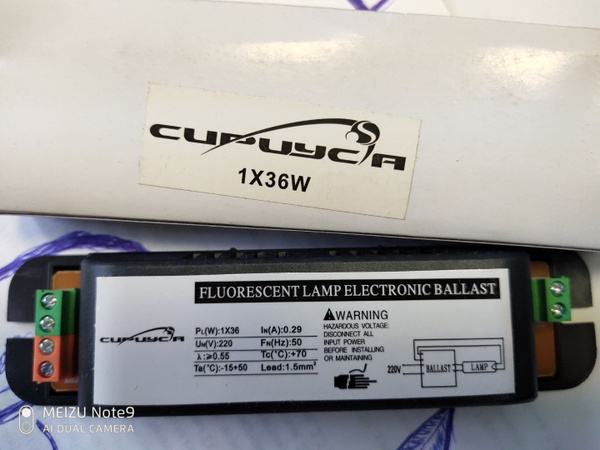 СИРИУС А
1X36W
FLUORESCENT LAMP ELECTRONIC BALLAST
СИРИУС А
PL(W):1X36 IN(A):0.29
UN(V):220 FN(Hz):50
λ:≥0.55 TC(°C):+70
Ta(°C):-15+50 Lead:1.5mm²
WARNING
HAZARDOUS VOLTAGE:
DISCONNECT ALL
INPUT POWER
BEFORE INSTALLING
OR MAINTAINING
220V BALLAST LAMP
MEIZU Note9
AI DUAL CAMERA